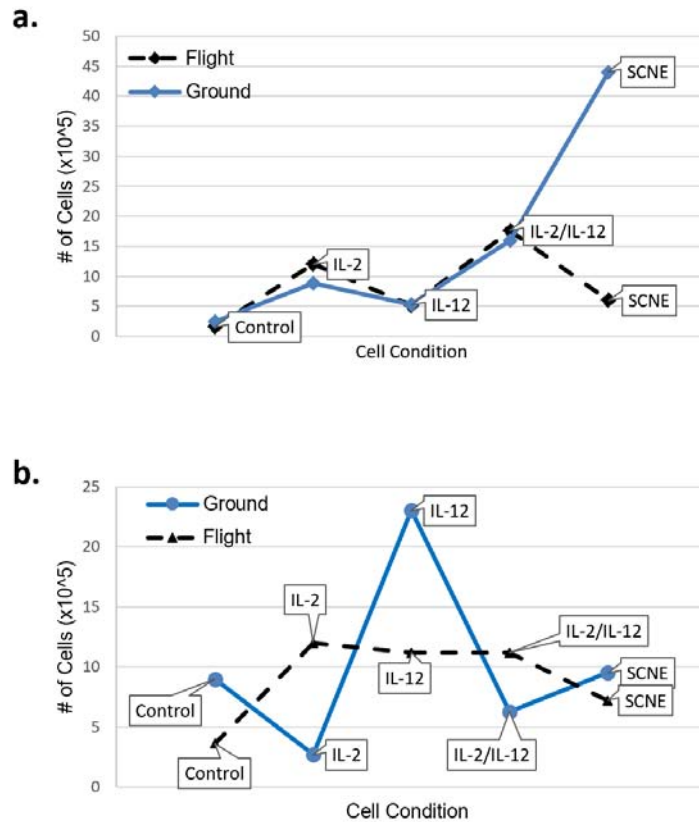 a.
50
45
40
35
30
25
20
15
10
5
0
# of Cells (x10^5)
Flight
Ground
Control
IL-2
IL-12
IL-2/IL-12
SCNE
SCNE
Cell Condition
b.
25
20
15
10
5
0
# of Cells (x10^5)
Ground
Flight
Control
Control
IL-2
IL-2
IL-12
IL-12
IL-2/IL-12
IL-2/IL-12
SCNE
SCNE
Cell Condition